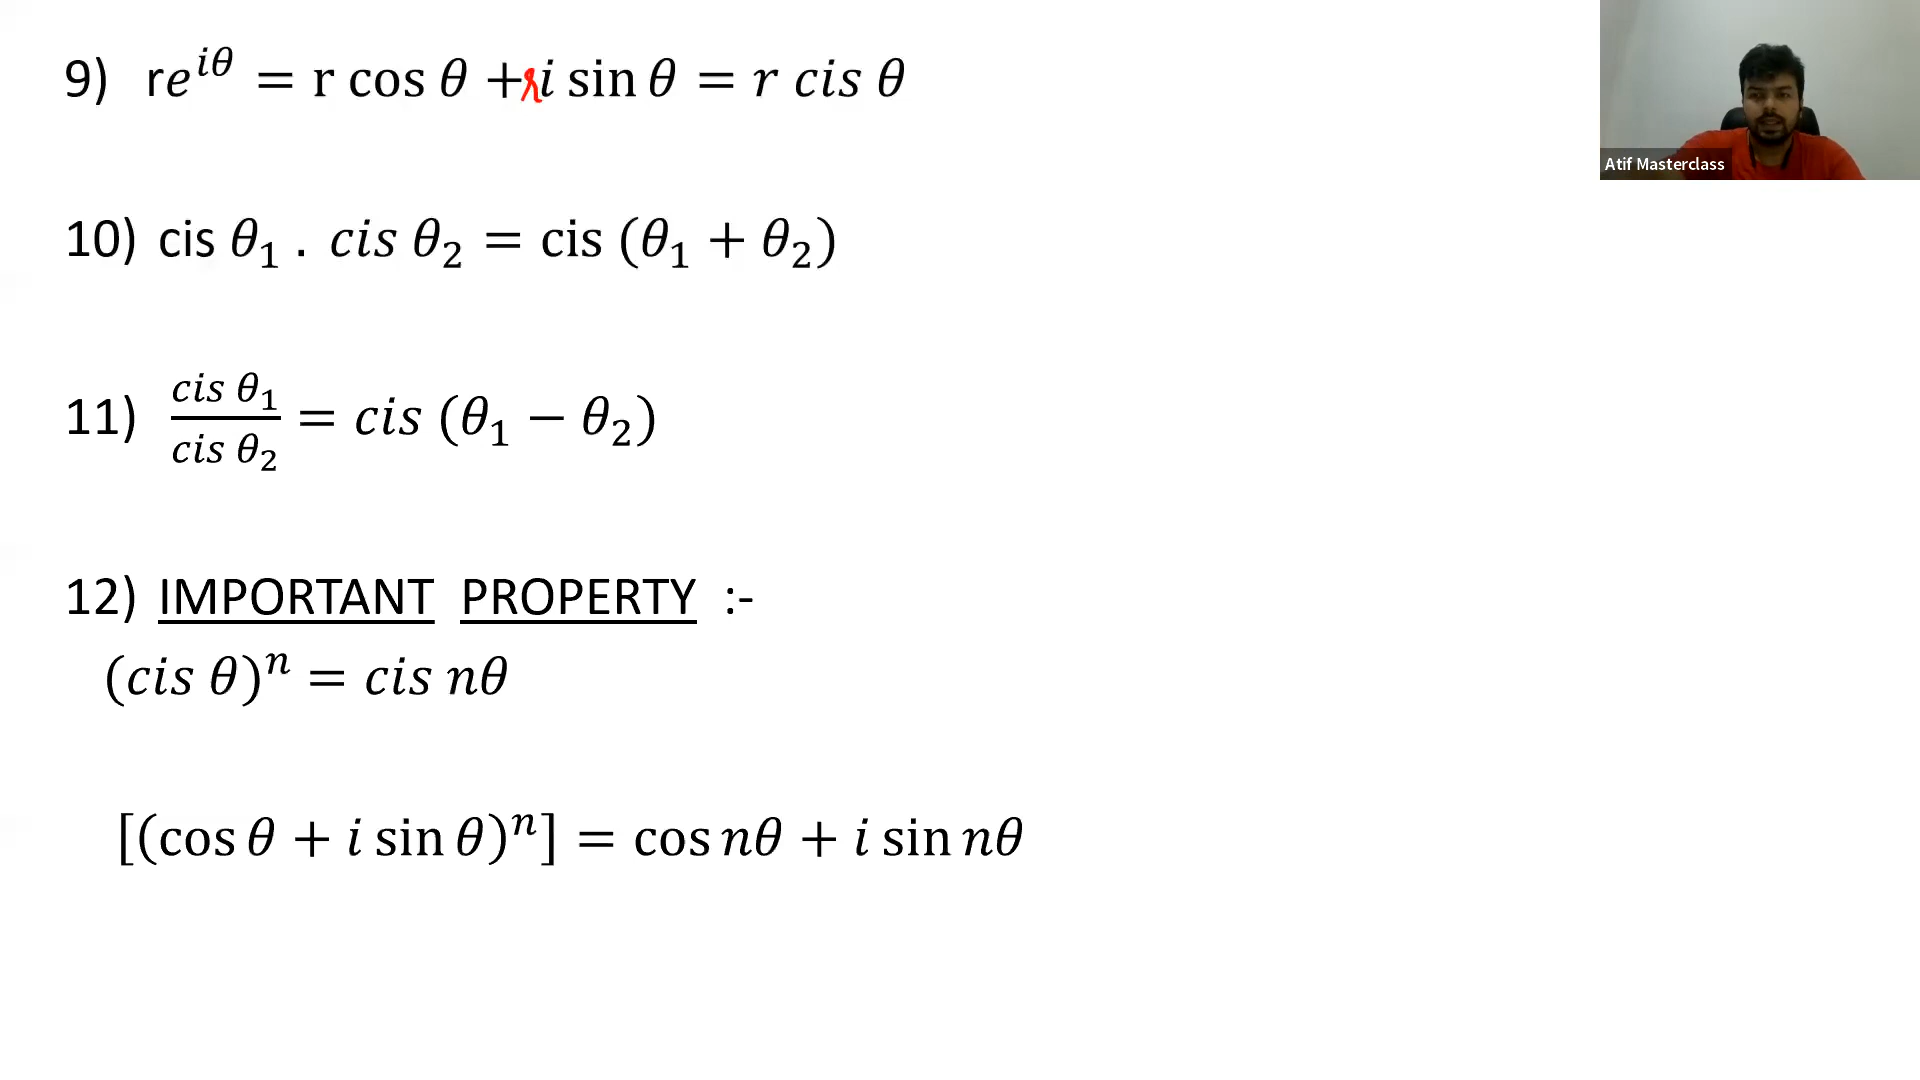 9) re^{iθ} = r cos θ + r i sin θ = r cis θ
Atif Masterclass
10) cis θ₁ . cis θ₂ = cis (θ₁ + θ₂)
11) \frac{cis θ₁}{cis θ₂} = cis (θ₁ − θ₂)
12) IMPORTANT PROPERTY :-
(cis θ)^n = cis nθ
[(cos θ + i sin θ)^n] = cos nθ + i sin nθ